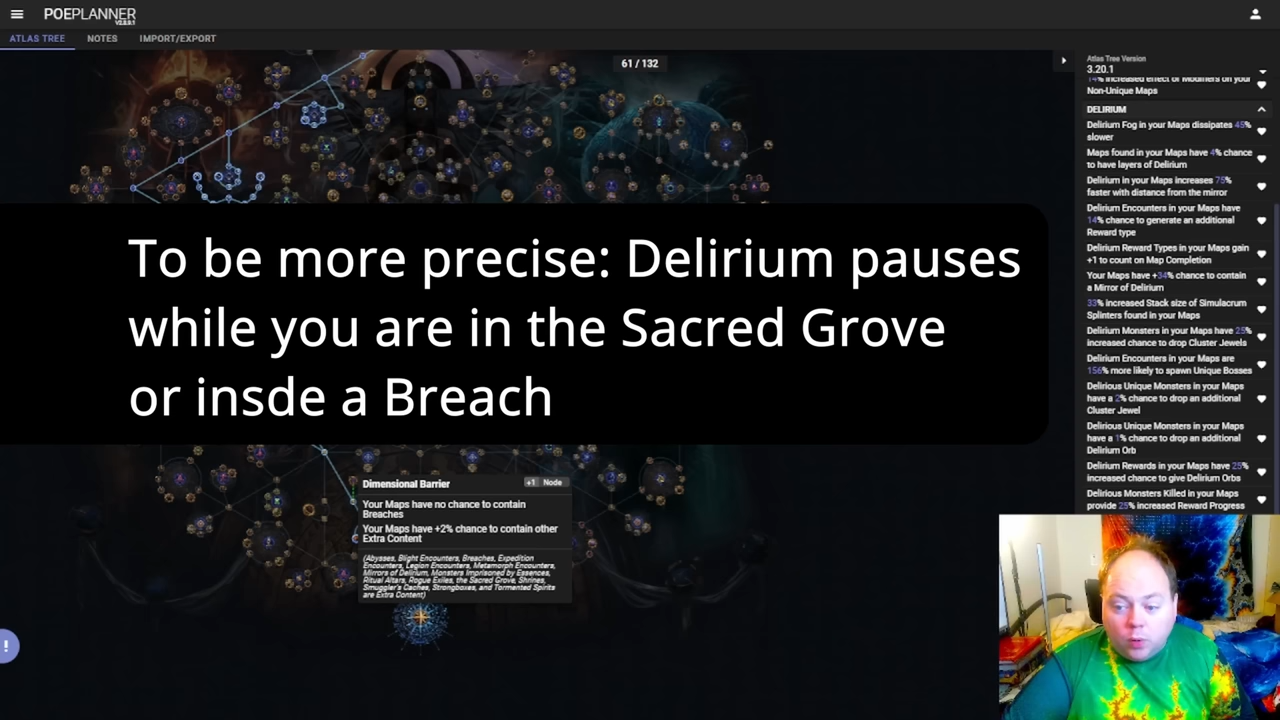 POEPLANNER
V2.0.0.1
ATLAS TREE
NOTES
IMPORT/EXPORT
61 / 132
Atlas Tree Version
3.20.1
14% increased effect of Modifiers on your
Non-Unique Maps
DELIRIUM
Delirium Fog in your Maps dissipates 45%
slower
Maps found in your Maps have 4% chance
to have layers of Delirium
Delirium in your Maps increases 75%
faster with distance from the mirror
Delirium Encounters in your Maps have
14% chance to generate an additional
Reward type
Delirium Reward Types in your Maps gain
+1 to count on Map Completion
Your Maps have +34% chance to contain
a Mirror of Delirium
33% increased Stack size of Simulacrum
Splinters found in your Maps
Delirium Monsters in your Maps have 25%
increased chance to drop Cluster Jewels
Delirium Encounters in your Maps are
156% more likely to spawn Unique Bosses
Delirious Unique Monsters in your Maps
have a 2% chance to drop an additional
Cluster Jewel
Delirious Unique Monsters in your Maps
have a 1% chance to drop an additional
Delirium Orb
Delirium Rewards in your Maps have 25%
increased chance to give Delirium Orbs
Delirious Monsters Killed in your Maps
provide 25% increased Reward Progress
To be more precise: Delirium pauses
while you are in the Sacred Grove
or insde a Breach
Dimensional Barrier
+1 Node
Your Maps have no chance to contain
Breaches
Your Maps have +2% chance to contain other
Extra Content
(Abysses, Blight Encounters, Breaches, Expedition
Encounters, Legion Encounters, Metamorph Encounters,
Mirrors of Delirium, Monsters Imprisoned by Essences,
Ritual Altars, Rogue Exiles, the Sacred Grove, Shrines,
Smuggler's Caches, Strongboxes, and Tormented Spirits
are Extra Content)
!